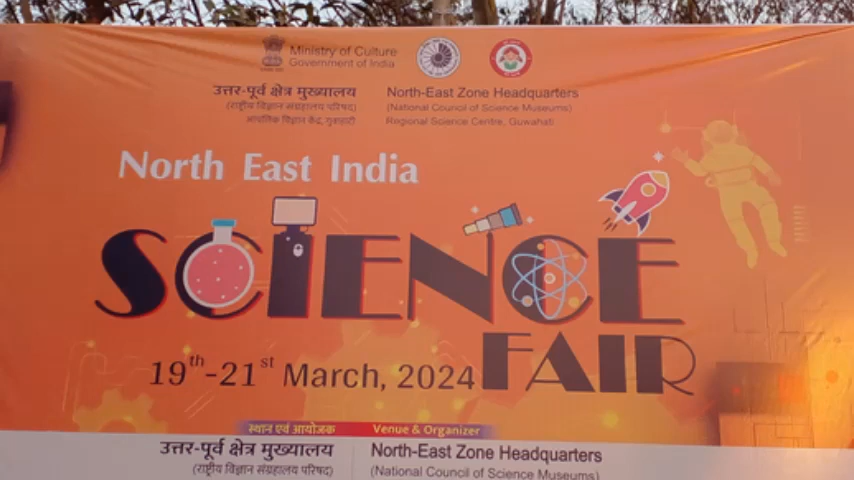 Ministry of Culture
Government of India
उत्तर-पूर्व क्षेत्र मुख्यालय
(राष्ट्रीय विज्ञान संग्रहालय परिषद)
आंचलिक विज्ञान केंद्र, गुवाहाटी
North-East Zone Headquarters
(National Council of Science Museums)
Regional Science Centre, Guwahati
North East India
SCIENCE
FAIR
19th-21st March, 2024
स्थान एवं आयोजक
Venue & Organizer
उत्तर-पूर्व क्षेत्र मुख्यालय
(राष्ट्रीय विज्ञान संग्रहालय परिषद)
North-East Zone Headquarters
(National Council of Science Museums)